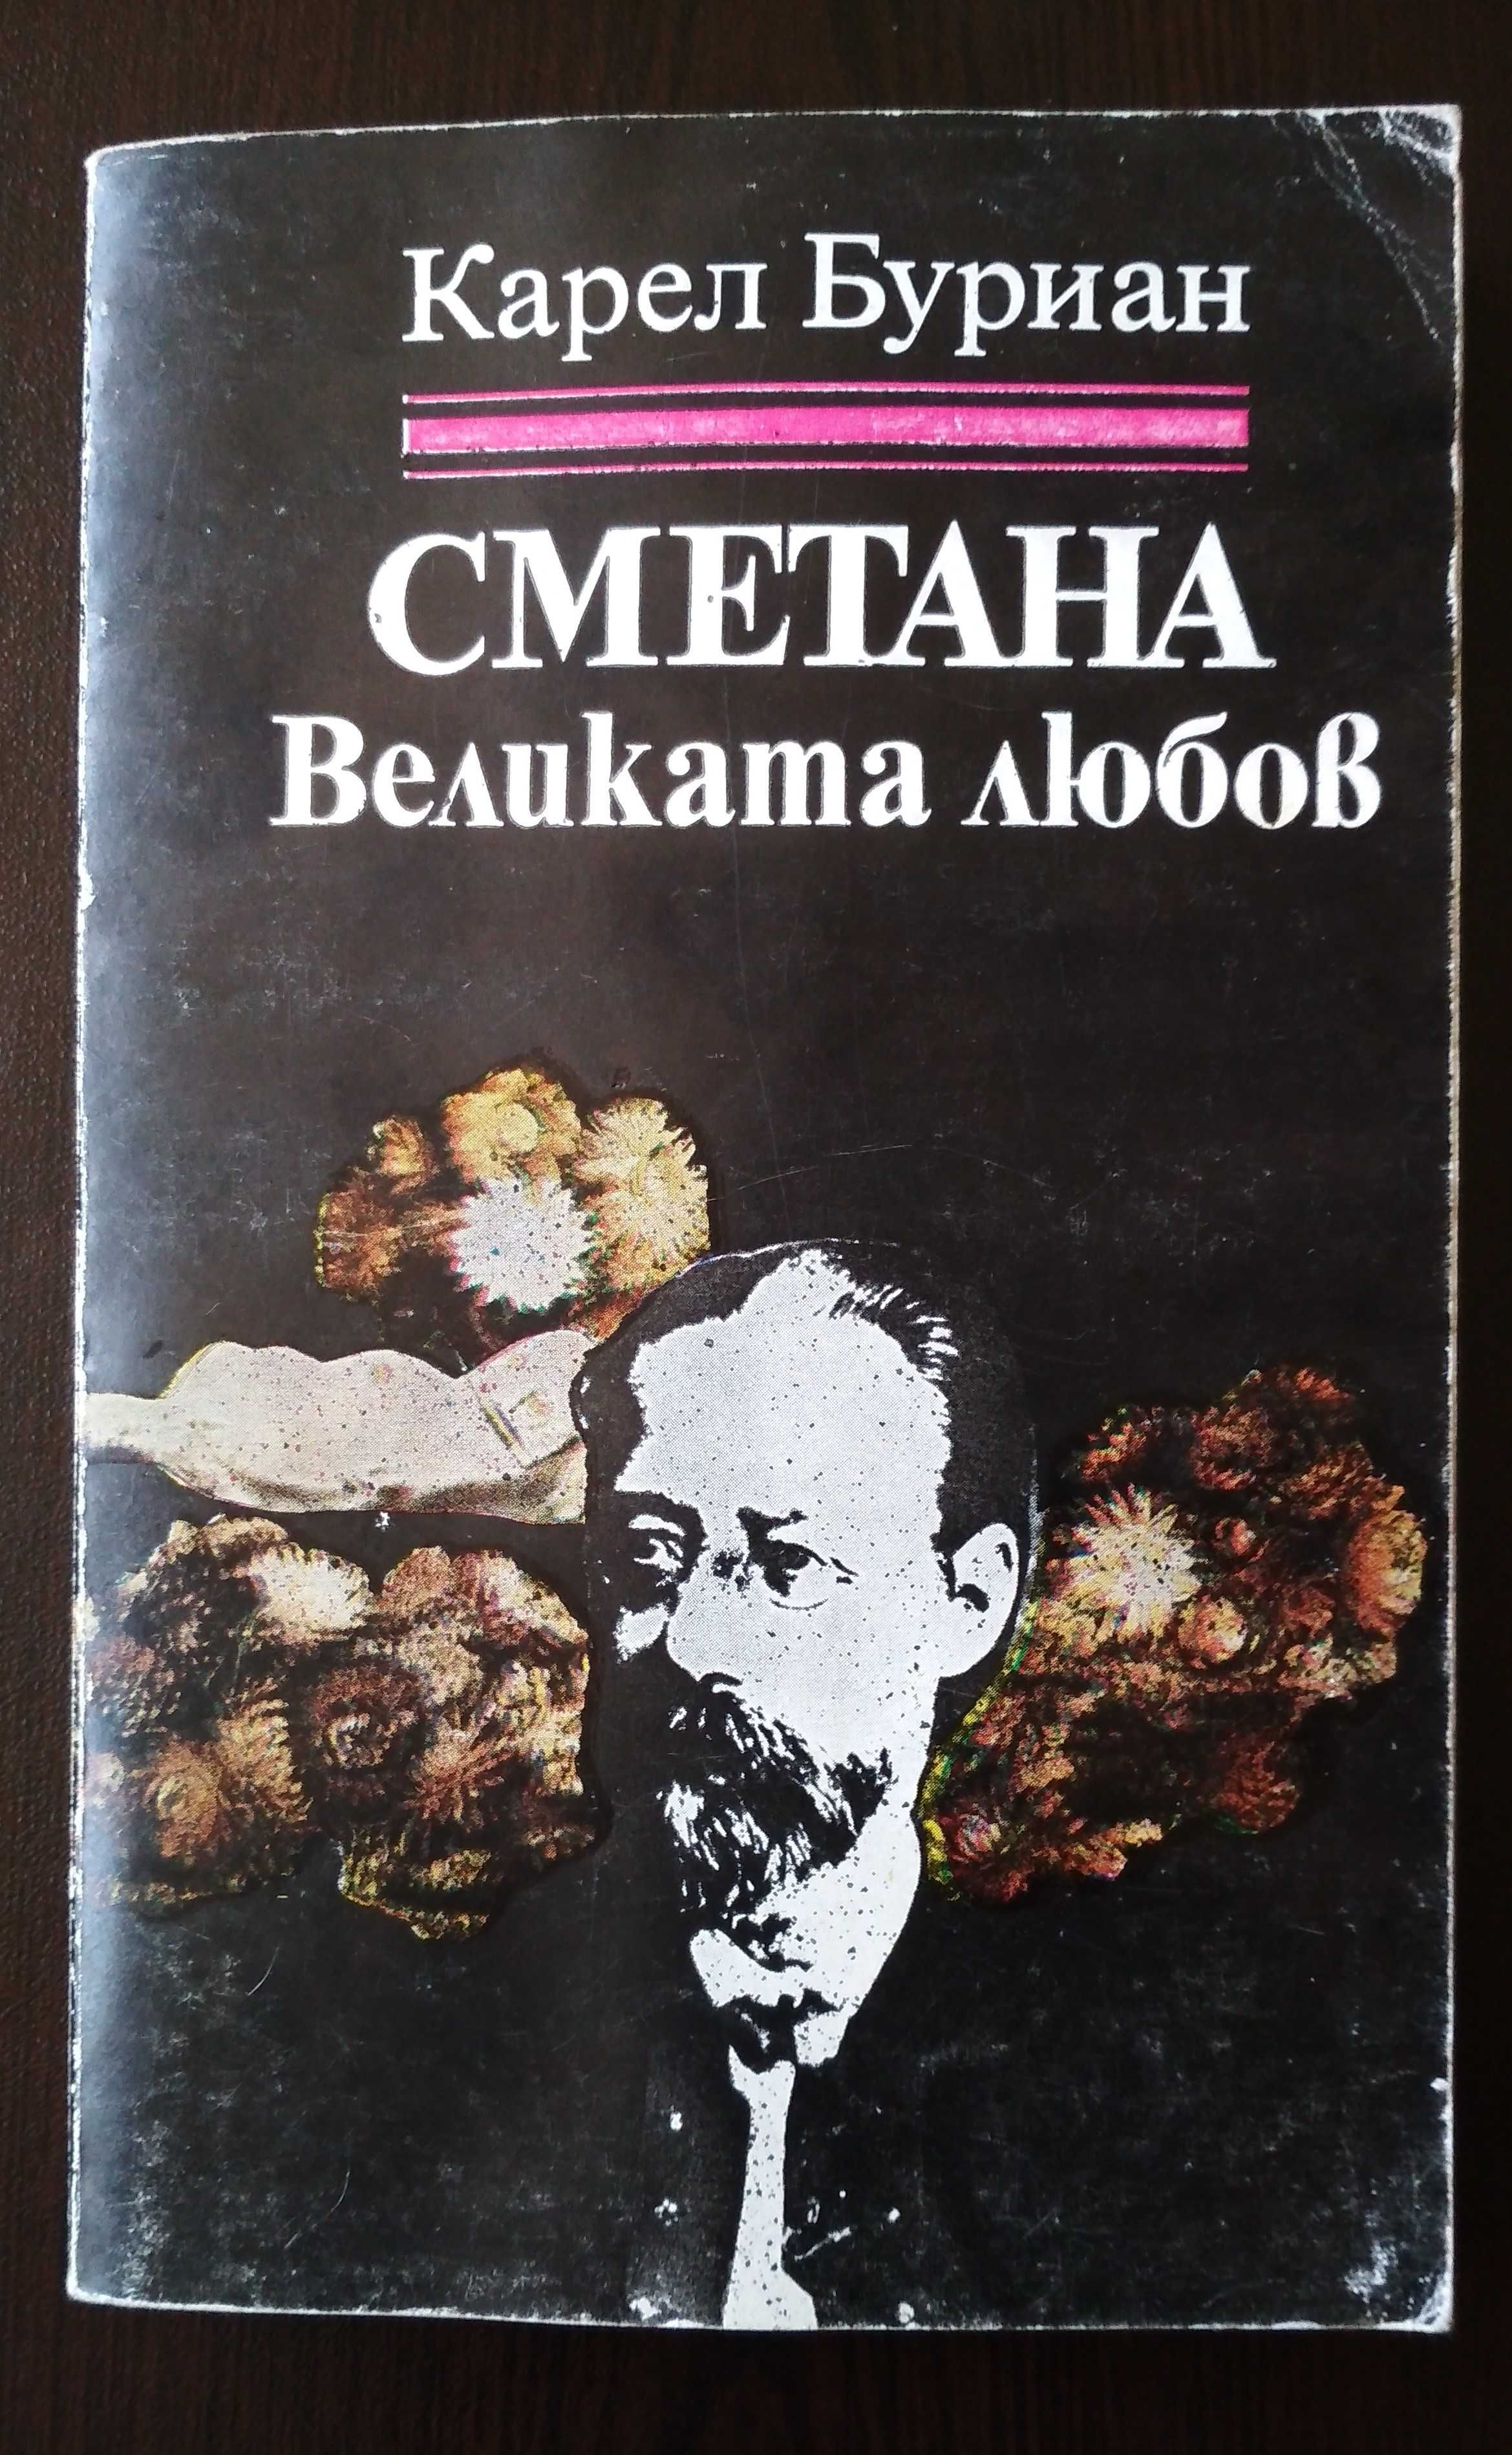 Карел Буриан
СМЕТАНА
Великата любов